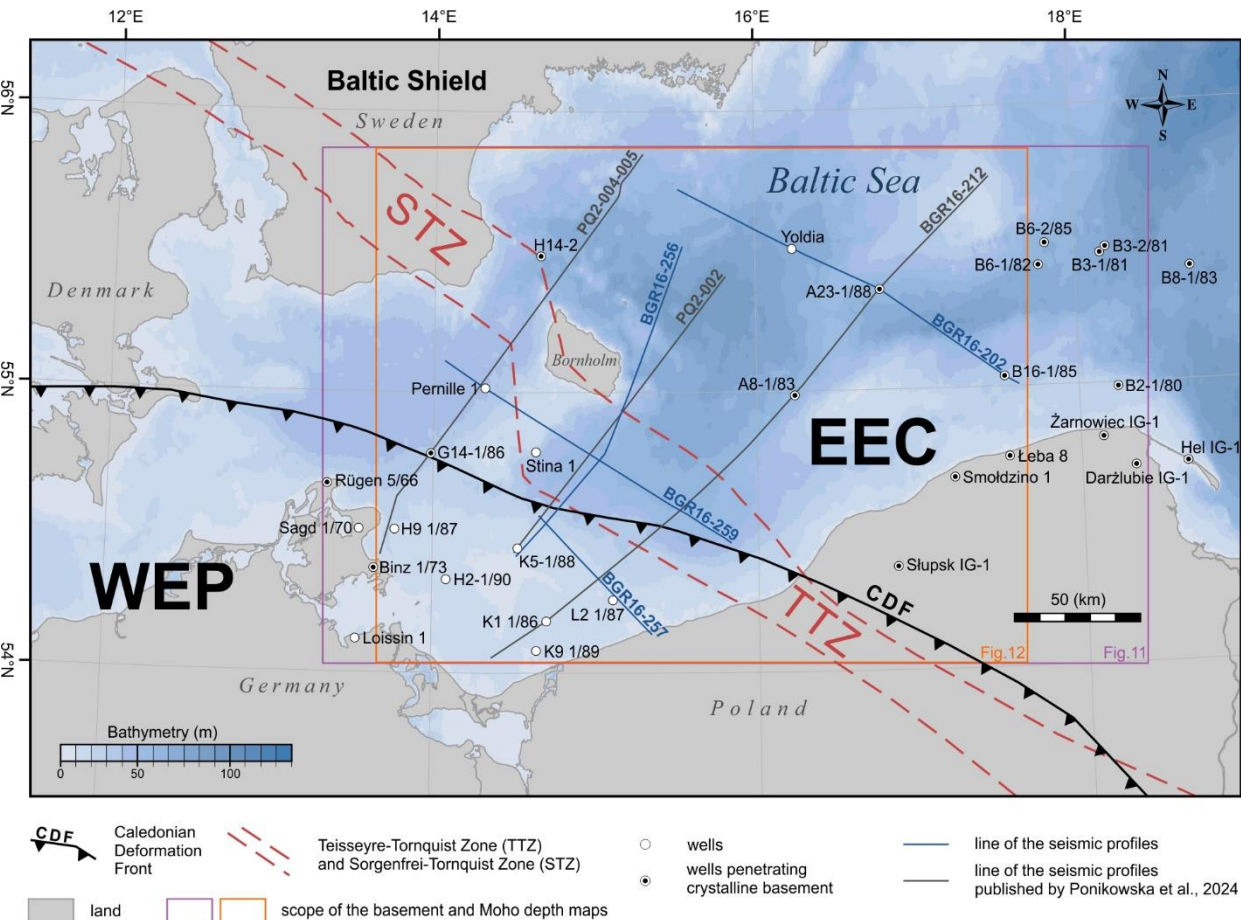 12°E
14°E
16°E
18°E
56°N
55°N
54°N
Baltic Shield
Sweden
N
W
E
S
STZ
PQ2-004-005
Baltic Sea
BGR16-212
H14-2
BGR16-256
Yoldia
B6-2/85
B3-2/81
B6-1/82
B3-1/81
B8-1/83
PQ2-002
A23-1/88
Denmark
BGR16-202
Bornholm
B16-1/85
Pernille 1
A8-1/83
B2-1/80
EEC
Żarnowiec IG-1
G14-1/86
Stina 1
Łeba 8
Hel IG-1
Smołdzino 1
Darżlubie IG-1
Rügen 5/66
BGR16-259
Sagd 1/70
H9 1/87
WEP
Binz 1/73
K5-1/88
H2-1/90
Słupsk IG-1
BGR16-257
CDF
50 (km)
L2 1/87
K1 1/86
TTZ
Loissin 1
K9 1/89
Fig.12
Fig.11
Germany
Poland
Bathymetry (m)
0
50
100
CDF
Caledonian
Deformation
Front
Teisseyre-Tornquist Zone (TTZ)
and Sorgenfrei-Tornquist Zone (STZ)
wells
wells penetrating
crystalline basement
line of the seismic profiles
line of the seismic profiles
published by Ponikowska et al., 2024
land
scope of the basement and Moho depth maps